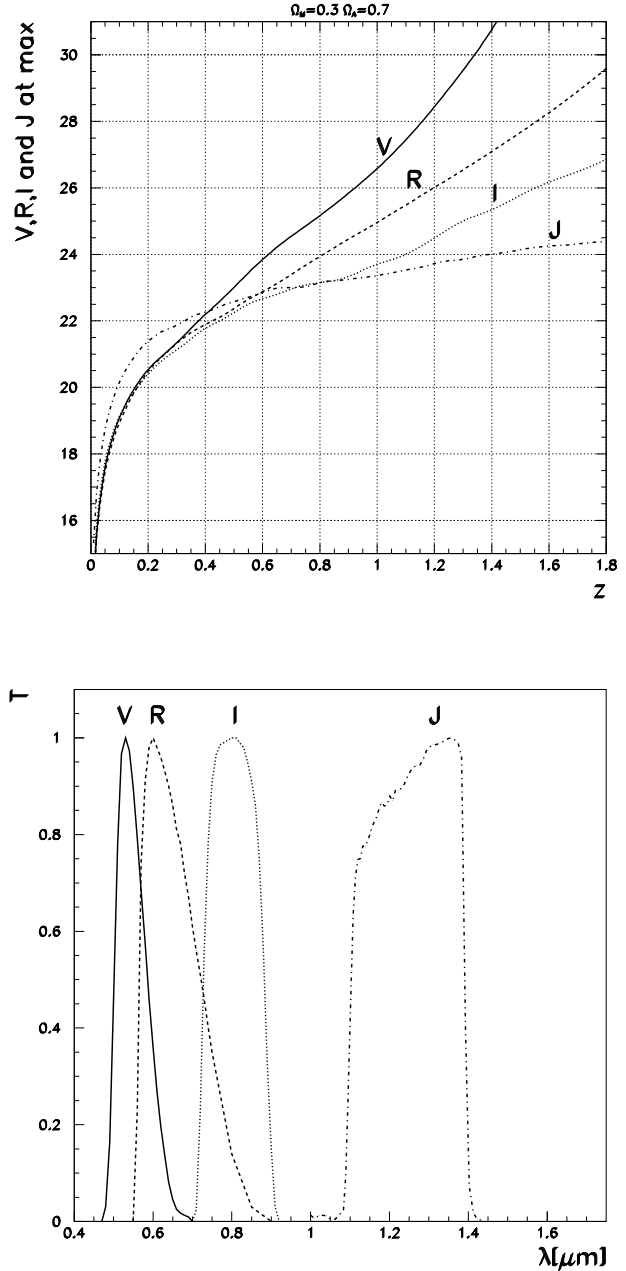 Ω_M=0.3 Ω_Λ=0.7
V,R,I and J at max
30
28
26
24
22
20
18
16
V
R
I
J
0 0.2 0.4 0.6 0.8 1 1.2 1.4 1.6 1.8
z
T
V R I J
1
0.8
0.6
0.4
0.2
0
0.4 0.6 0.8 1 1.2 1.4 1.6
λ[μm]